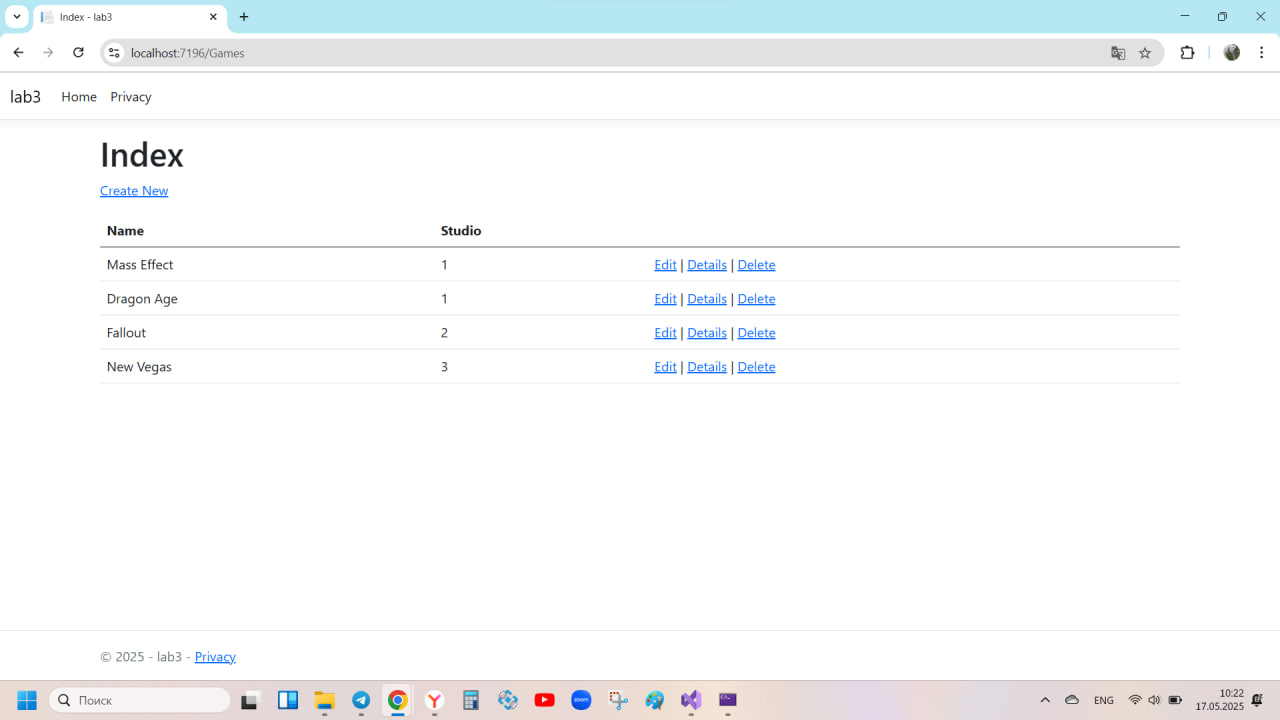 Index - lab3
localhost:7196/Games
lab3 Home Privacy
Index
Create New
Name Studio
Mass Effect 1 Edit | Details | Delete
Dragon Age 1 Edit | Details | Delete
Fallout 2 Edit | Details | Delete
New Vegas 3 Edit | Details | Delete
© 2025 - lab3 - Privacy
Поиск
zoom
ENG
10:22
17.05.2025